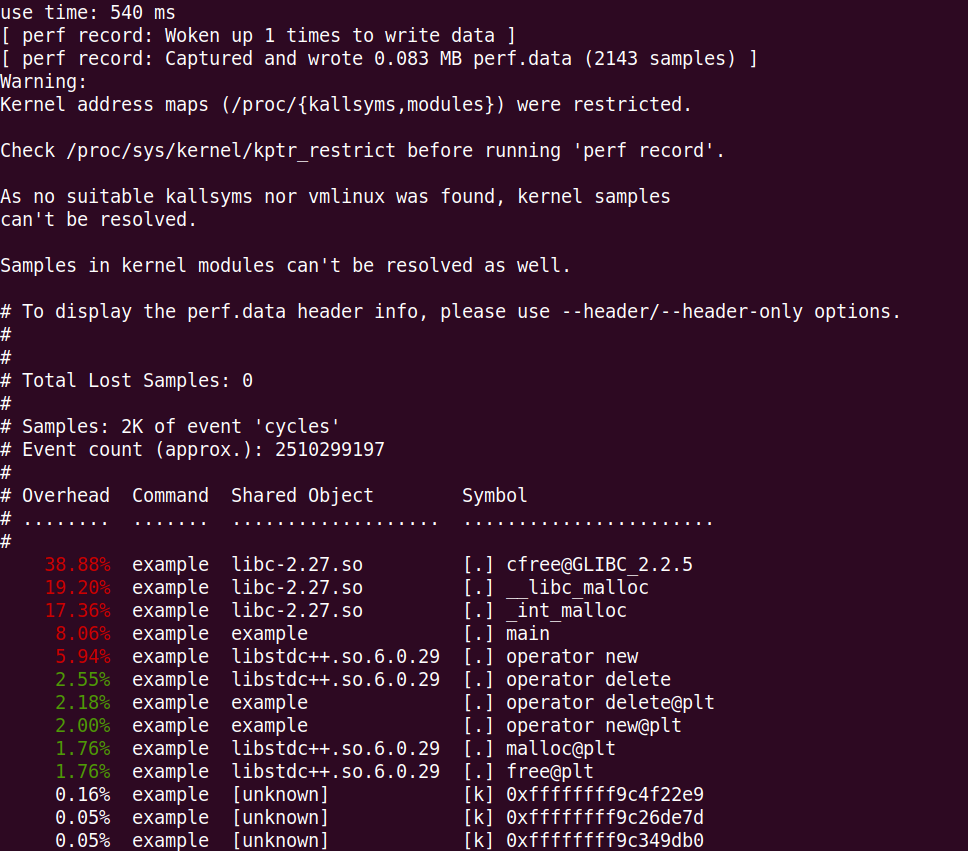 use time: 540 ms
[ perf record: Woken up 1 times to write data ]
[ perf record: Captured and wrote 0.083 MB perf.data (2143 samples) ]
Warning:
Kernel address maps (/proc/{kallsyms,modules}) were restricted.
Check /proc/sys/kernel/kptr_restrict before running 'perf record'.
As no suitable kallsyms nor vmlinux was found, kernel samples
can't be resolved.
Samples in kernel modules can't be resolved as well.
# To display the perf.data header info, please use --header/--header-only options.
#
#
# Total Lost Samples: 0
#
# Samples: 2K of event 'cycles'
# Event count (approx.): 2510299197
#
# Overhead  Command  Shared Object        Symbol
# ........  .......  ...................  .......................
#
    38.88%  example  libc-2.27.so         [.] cfree@GLIBC_2.2.5
    19.20%  example  libc-2.27.so         [.] __libc_malloc
    17.36%  example  libc-2.27.so         [.] _int_malloc
     8.06%  example  example              [.] main
     5.94%  example  libstdc++.so.6.0.29  [.] operator new
     2.55%  example  libstdc++.so.6.0.29  [.] operator delete
     2.18%  example  example              [.] operator delete@plt
     2.00%  example  example              [.] operator new@plt
     1.76%  example  libstdc++.so.6.0.29  [.] malloc@plt
     1.76%  example  libstdc++.so.6.0.29  [.] free@plt
     0.16%  example  [unknown]            [k] 0xffffffff9c4f22e9
     0.05%  example  [unknown]            [k] 0xffffffff9c26de7d
     0.05%  example  [unknown]            [k] 0xffffffff9c349db0